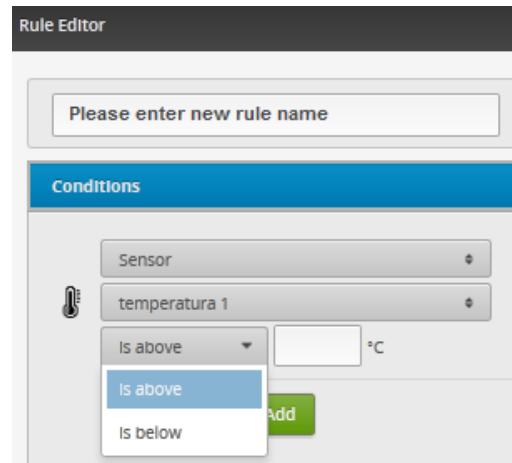 Rule Editor
Please enter new rule name
Conditions
Sensor
temperatura 1
Is above
°C
Is above
Add
Is below